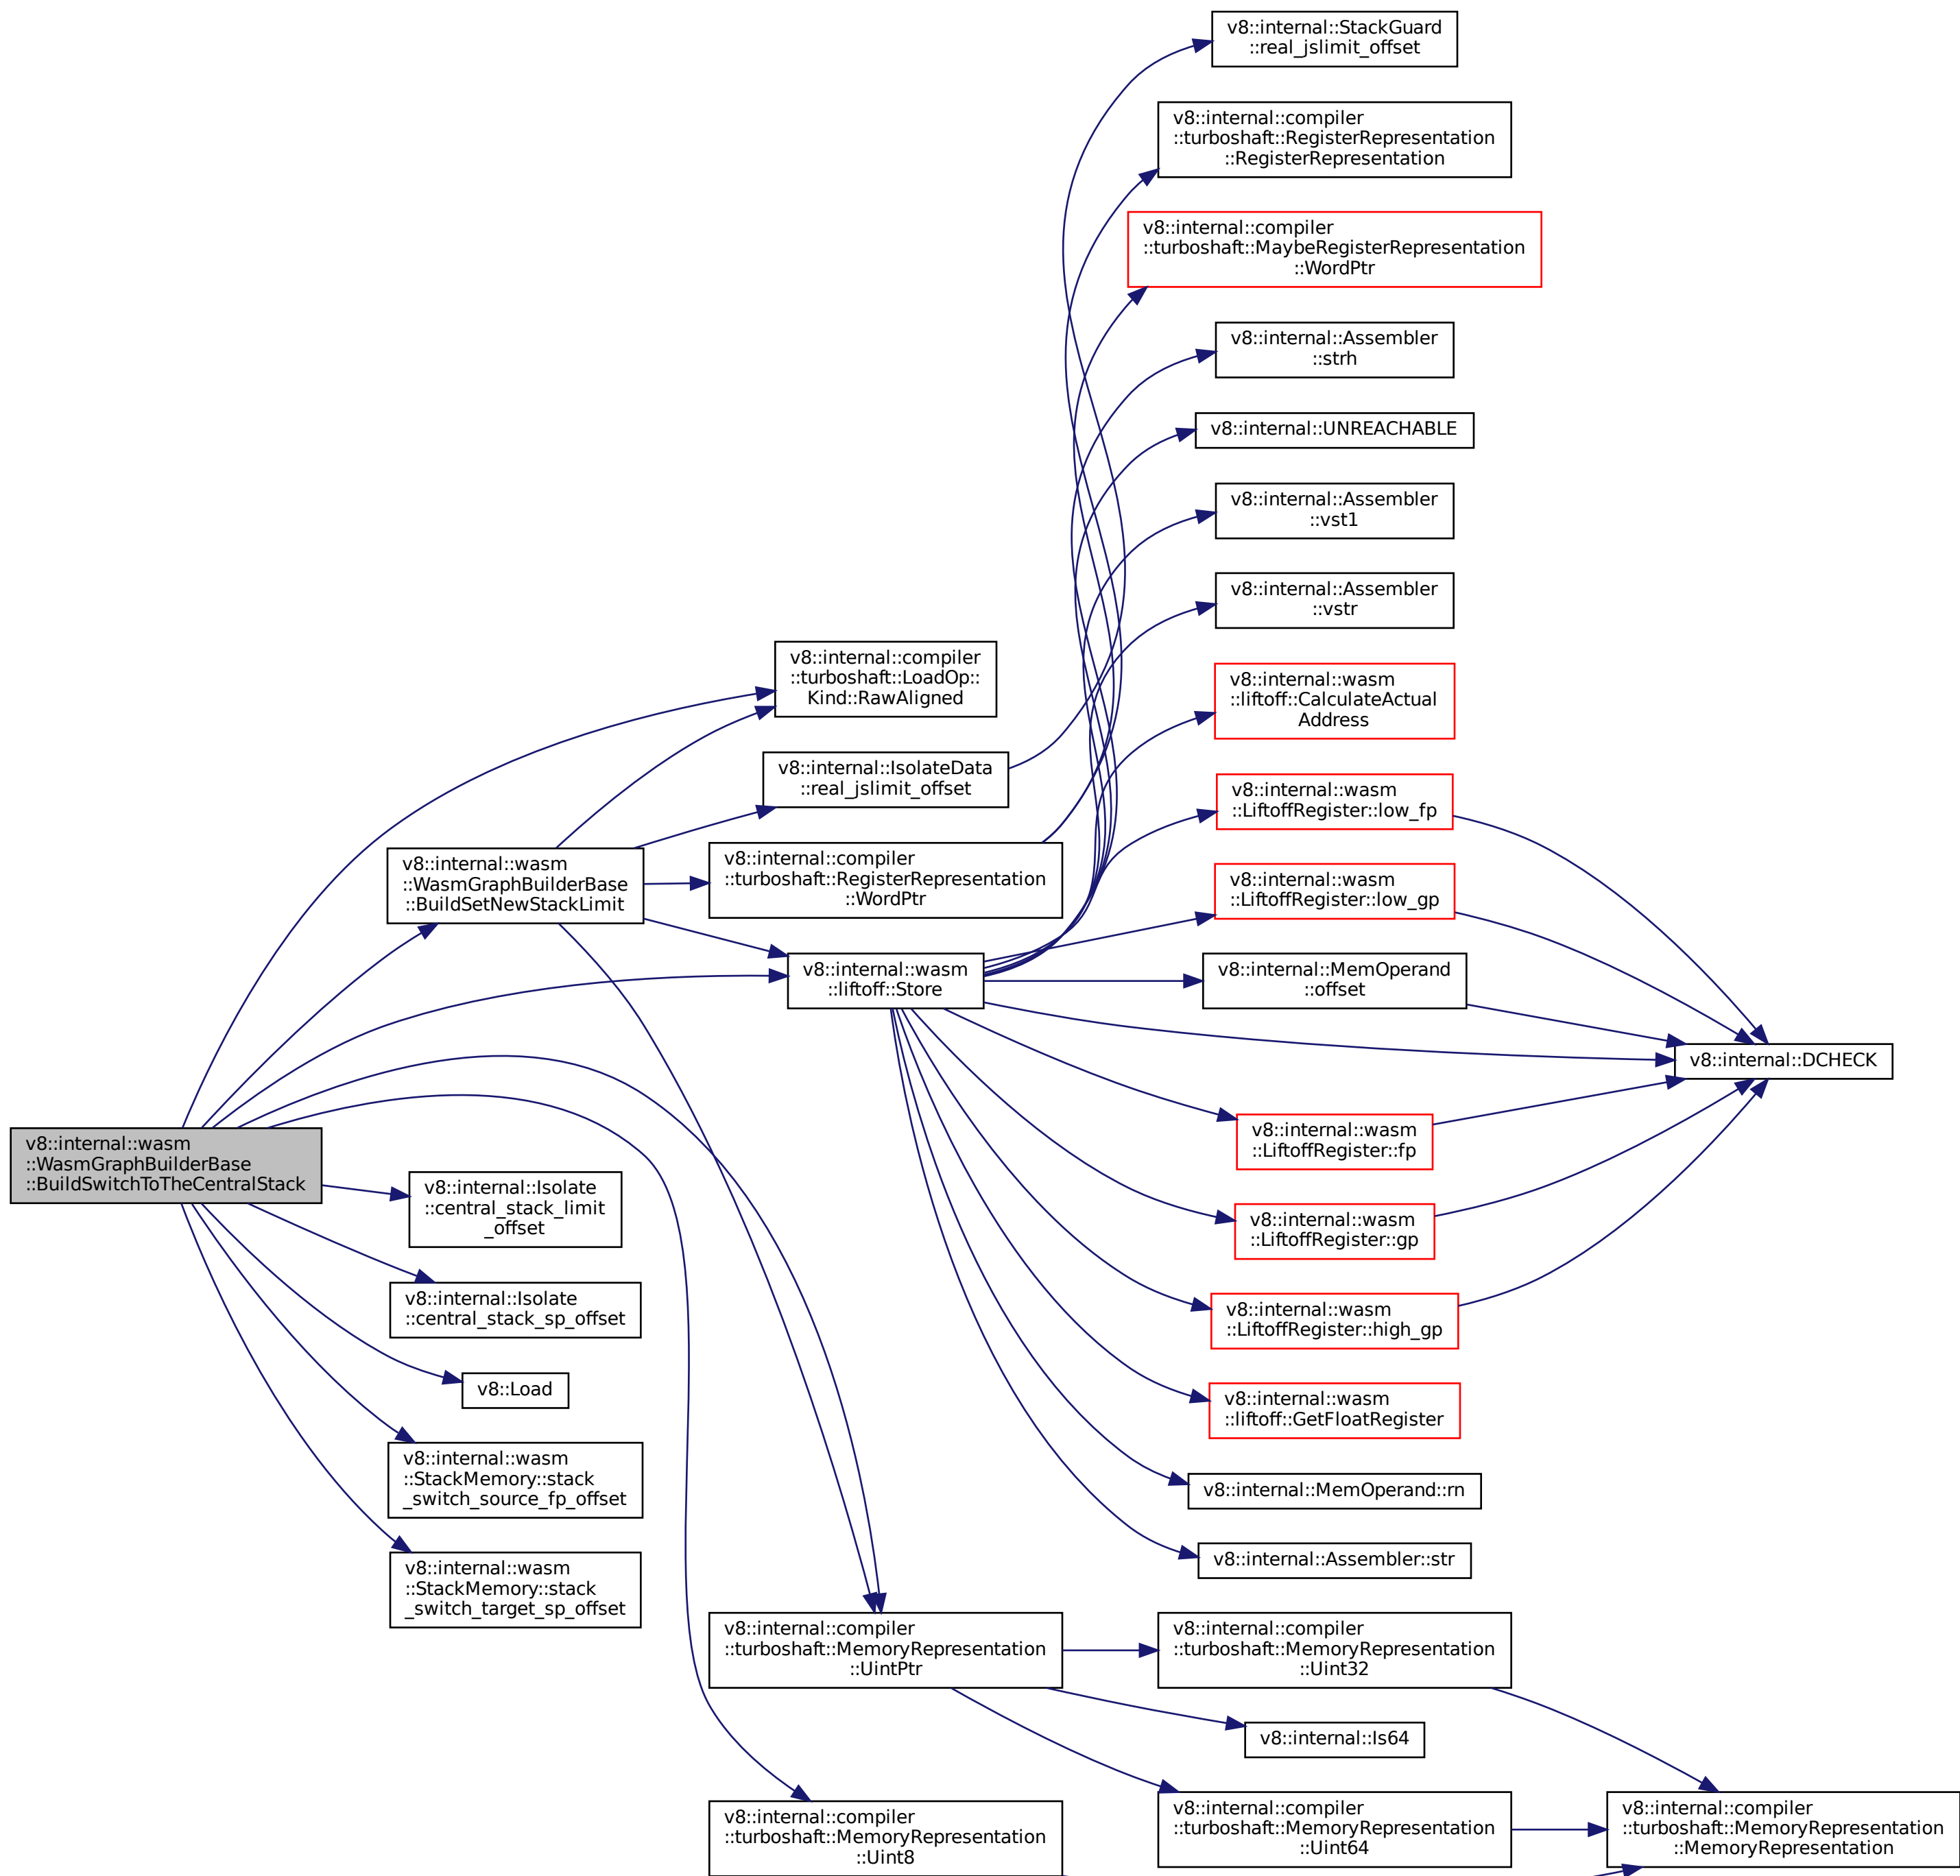 v8::internal::StackGuard
::real_jslimit_offset
v8::internal::compiler
::turboshaft::RegisterRepresentation
::RegisterRepresentation
v8::internal::compiler
::turboshaft::MaybeRegisterRepresentation
::WordPtr
v8::internal::Assembler
::strh
v8::internal::UNREACHABLE
v8::internal::Assembler
::vst1
v8::internal::Assembler
::vstr
v8::internal::compiler
::turboshaft::LoadOp::
Kind::RawAligned
v8::internal::wasm
::liftoff::CalculateActual
Address
v8::internal::IsolateData
::real_jslimit_offset
v8::internal::wasm
::LiftoffRegister::low_fp
v8::internal::wasm
::WasmGraphBuilderBase
::BuildSetNewStackLimit
v8::internal::compiler
::turboshaft::RegisterRepresentation
::WordPtr
v8::internal::wasm
::LiftoffRegister::low_gp
v8::internal::wasm
::liftoff::Store
v8::internal::MemOperand
::offset
v8::internal::DCHECK
v8::internal::wasm
::LiftoffRegister::fp
v8::internal::wasm
::WasmGraphBuilderBase
::BuildSwitchToTheCentralStack
v8::internal::Isolate
::central_stack_limit
_offset
v8::internal::wasm
::LiftoffRegister::gp
v8::internal::Isolate
::central_stack_sp_offset
v8::internal::wasm
::LiftoffRegister::high_gp
v8::Load
v8::internal::wasm
::liftoff::GetFloatRegister
v8::internal::wasm
::StackMemory::stack
_switch_source_fp_offset
v8::internal::MemOperand::rn
v8::internal::wasm
::StackMemory::stack
_switch_target_sp_offset
v8::internal::Assembler::str
v8::internal::compiler
::turboshaft::MemoryRepresentation
::UintPtr
v8::internal::compiler
::turboshaft::MemoryRepresentation
::Uint32
v8::internal::Is64
v8::internal::compiler
::turboshaft::MemoryRepresentation
::Uint8
v8::internal::compiler
::turboshaft::MemoryRepresentation
::Uint64
v8::internal::compiler
::turboshaft::MemoryRepresentation
::MemoryRepresentation